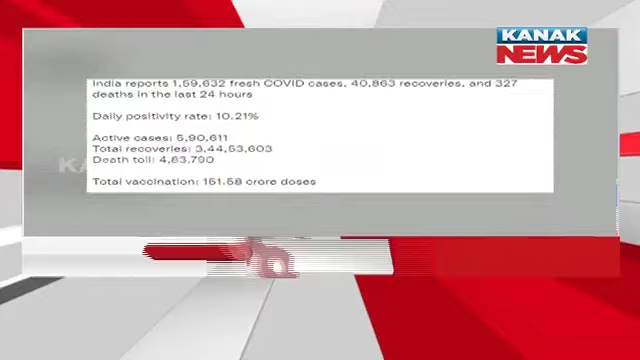 KANAK
NEWS
India reports 1,59,632 fresh COVID cases, 40,863 recoveries, and 327
deaths in the last 24 hours
Daily positivity rate: 10.21%
Active cases: 5,90,611
Total recoveries: 3,44,53,603
Death toll: 4,83,790
Total vaccination: 151.58 crore doses